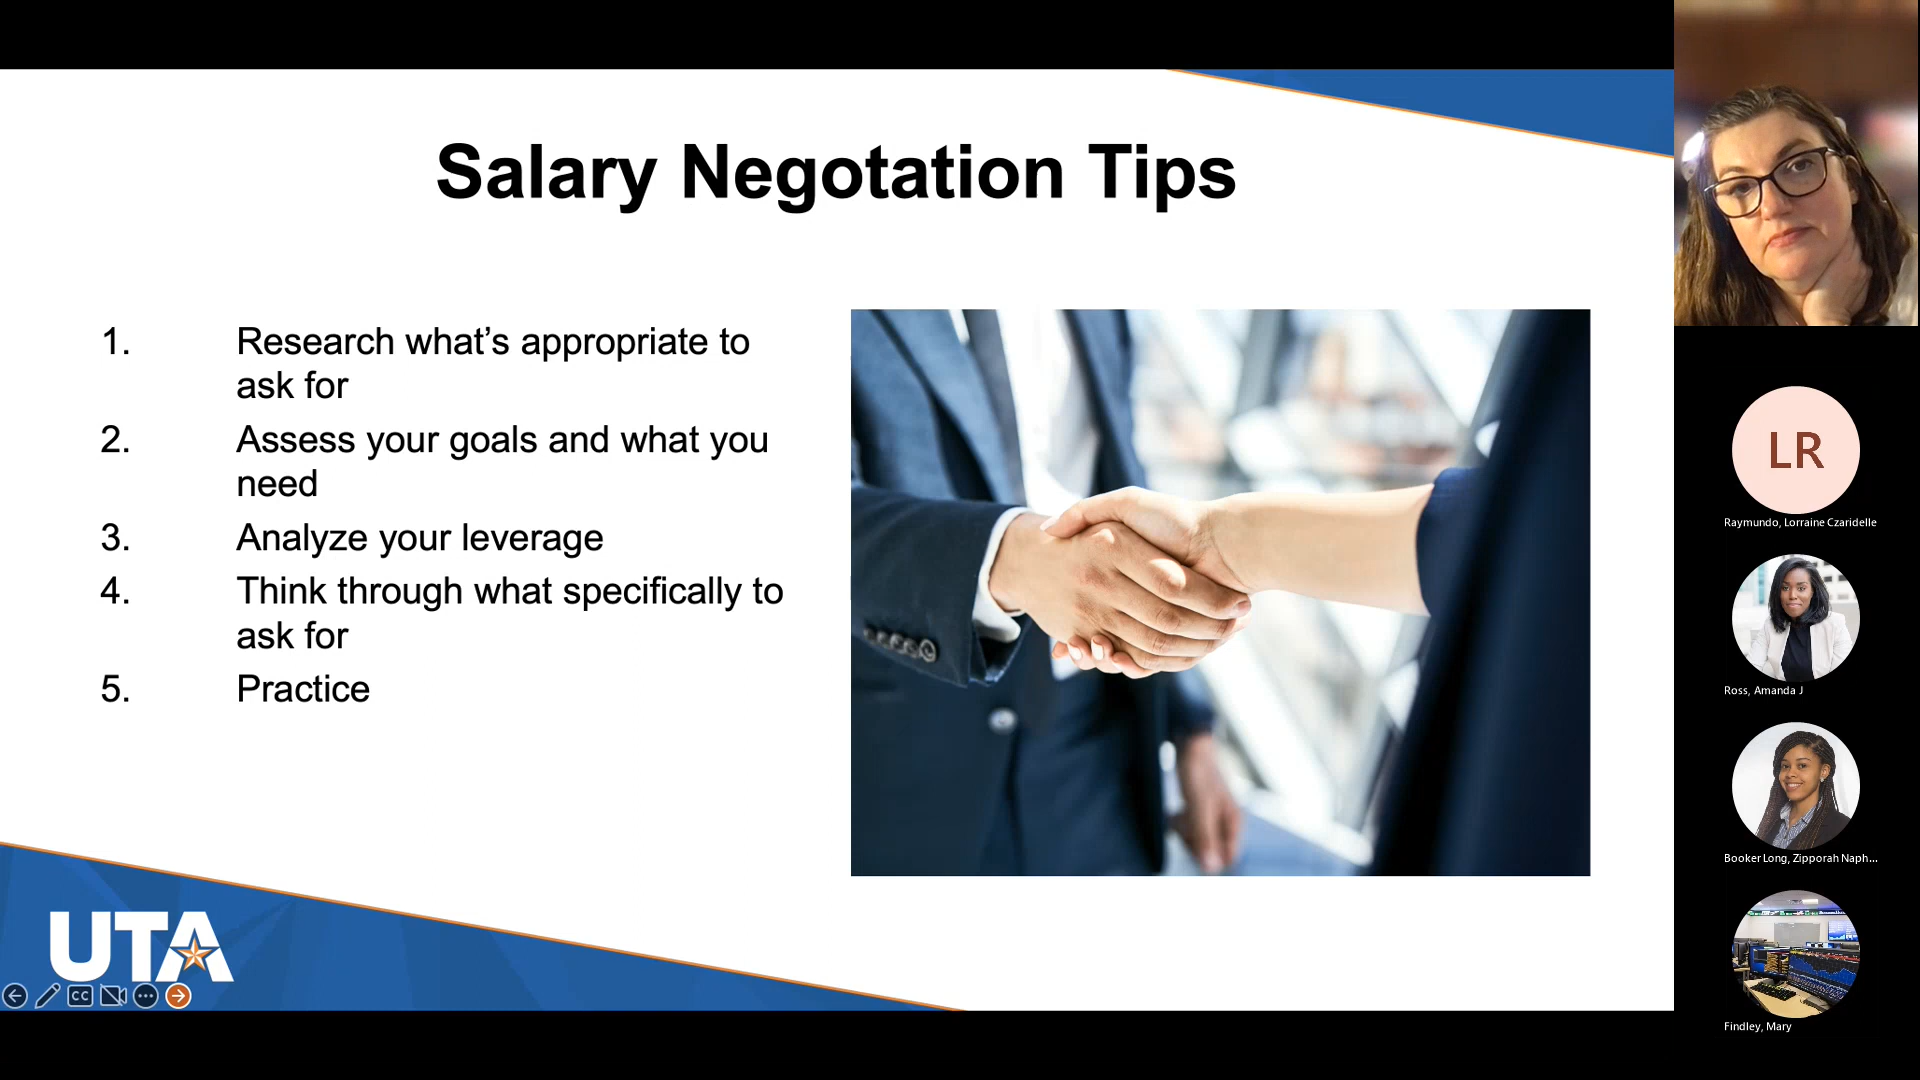 Salary Negotation Tips
1. Research what’s appropriate to
ask for
2. Assess your goals and what you
need
3. Analyze your leverage
4. Think through what specifically to
ask for
5. Practice
UTA
CC
LR
Raymundo, Lorraine Czaridelle
Ross, Amanda J
Booker Long, Zipporah Naph...
Findley, Mary